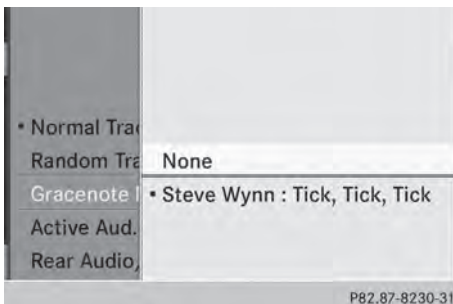 • Normal Trac
Random Tra
Gracenote
Active Aud.
Rear Audio,
None
• Steve Wynn : Tick, Tick, Tick
P82.87-8230-31